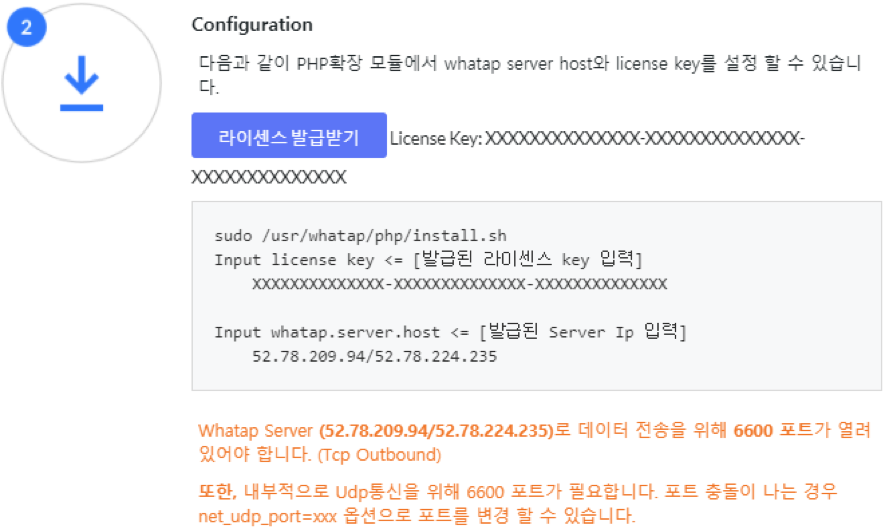 2
Configuration
다음과 같이 PHP확장 모듈에서 whatap server host와 license key를 설정 할 수 있습니
다.
라이센스 발급받기 License Key: XXXXXXXXXXXXXX-XXXXXXXXXXXXXX-
XXXXXXXXXXXXXX
sudo /usr/whatap/php/install.sh
Input license key <= [발급된 라이센스 key 입력]
XXXXXXXXXXXXXX-XXXXXXXXXXXXXX-XXXXXXXXXXXXXX
Input whatap.server.host <= [발급된 Server Ip 입력]
52.78.209.94/52.78.224.235
Whatap Server (52.78.209.94/52.78.224.235)로 데이터 전송을 위해 6600 포트가 열려
있어야 합니다. (Tcp Outbound)
또한, 내부적으로 Udp통신을 위해 6600 포트가 필요합니다. 포트 충돌이 나는 경우
net_udp_port=xxx 옵션으로 포트를 변경 할 수 있습니다.